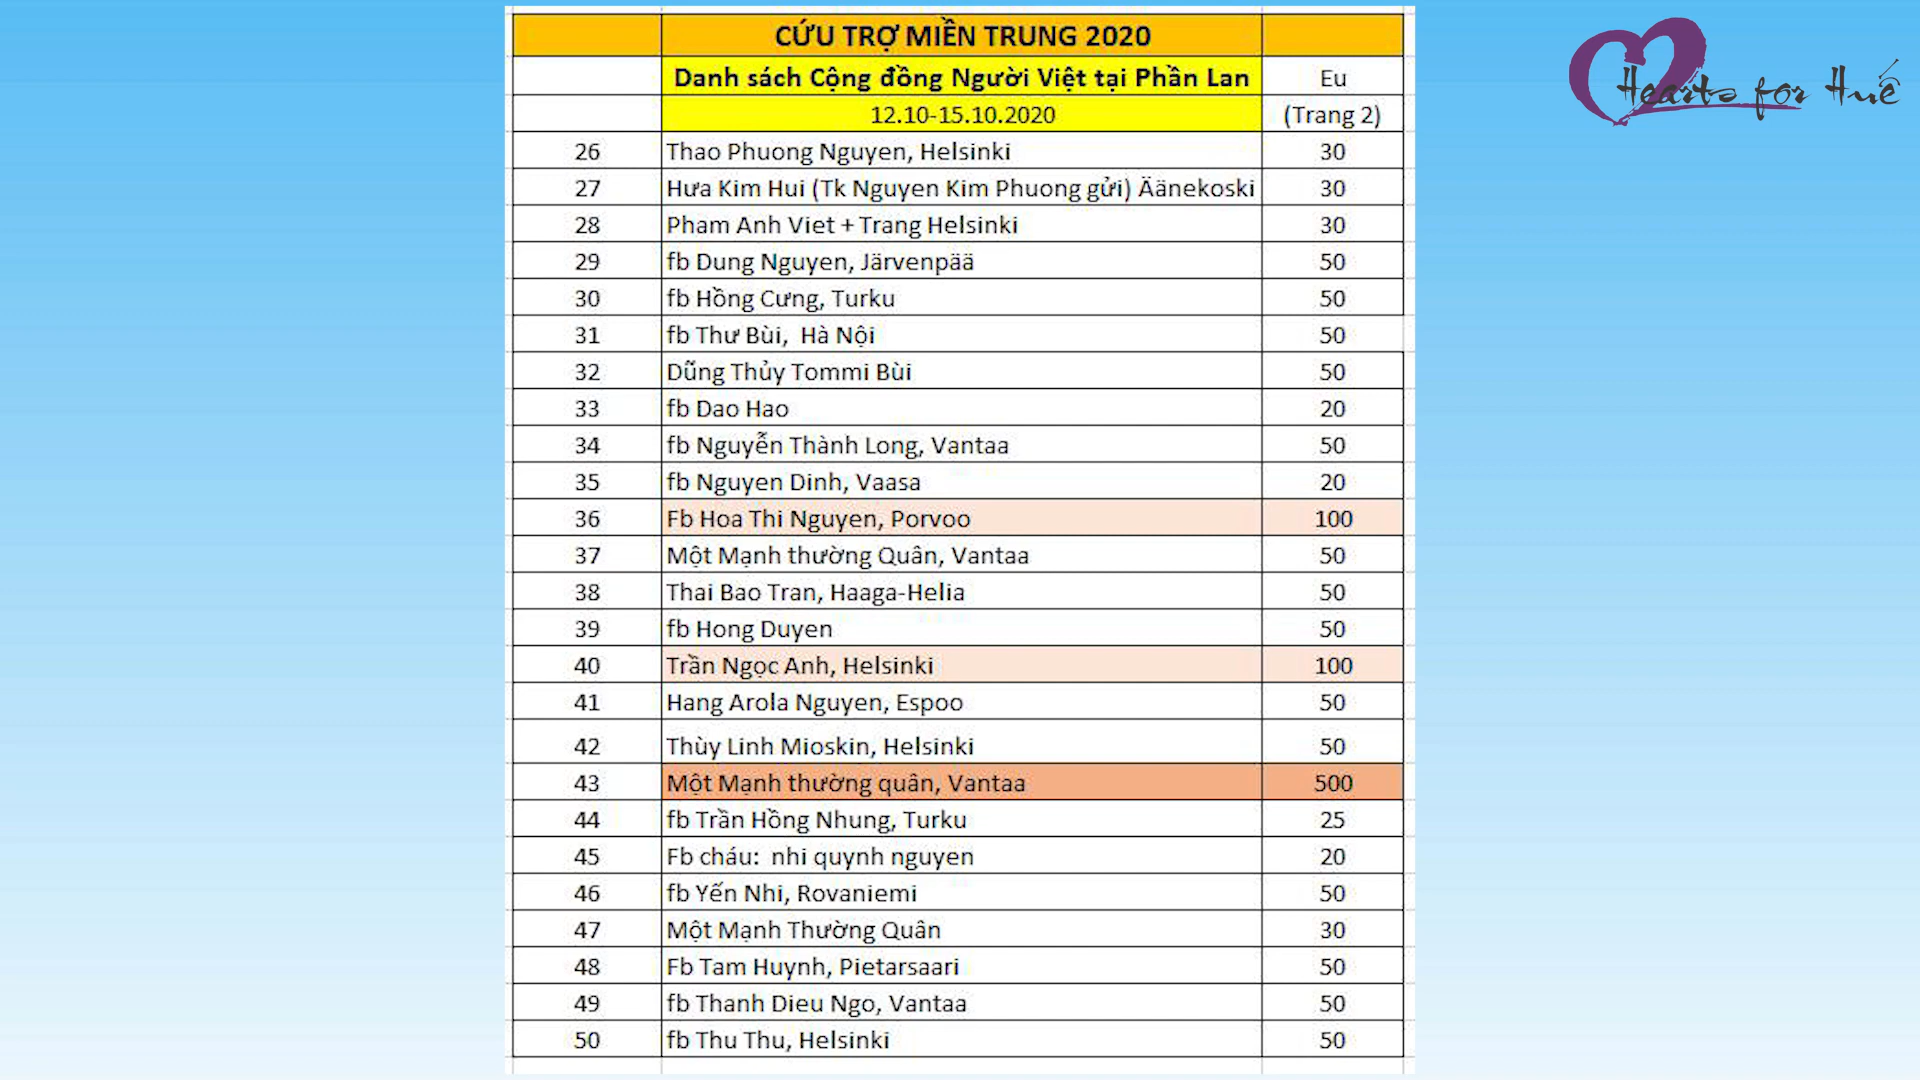 CỨU TRỢ MIỀN TRUNG 2020
Danh sách Cộng đồng Người Việt tại Phần Lan Eu
12.10-15.10.2020 (Trang 2)
26 Thao Phuong Nguyen, Helsinki 30
27 Hưa Kim Hui (Tk Nguyen Kim Phuong gửi) Äänekoski 30
28 Pham Anh Viet + Trang Helsinki 30
29 fb Dung Nguyen, Järvenpää 50
30 fb Hồng Cưng, Turku 50
31 fb Thư Bùi, Hà Nội 50
32 Dũng Thủy Tommi Bùi 50
33 fb Dao Hao 20
34 fb Nguyễn Thành Long, Vantaa 50
35 fb Nguyen Dinh, Vaasa 20
36 Fb Hoa Thi Nguyen, Porvoo 100
37 Một Mạnh thường Quân, Vantaa 50
38 Thai Bao Tran, Haaga-Helia 50
39 fb Hong Duyen 50
40 Trần Ngọc Anh, Helsinki 100
41 Hang Arola Nguyen, Espoo 50
42 Thùy Linh Mioskin, Helsinki 50
43 Một Mạnh thường quân, Vantaa 500
44 fb Trần Hồng Nhung, Turku 25
45 Fb cháu: nhi quynh nguyen 20
46 fb Yến Nhi, Rovaniemi 50
47 Một Mạnh Thường Quân 30
48 Fb Tam Huynh, Pietarsaari 50
49 fb Thanh Dieu Ngo, Vantaa 50
50 fb Thu Thu, Helsinki 50
Hearts for Huế